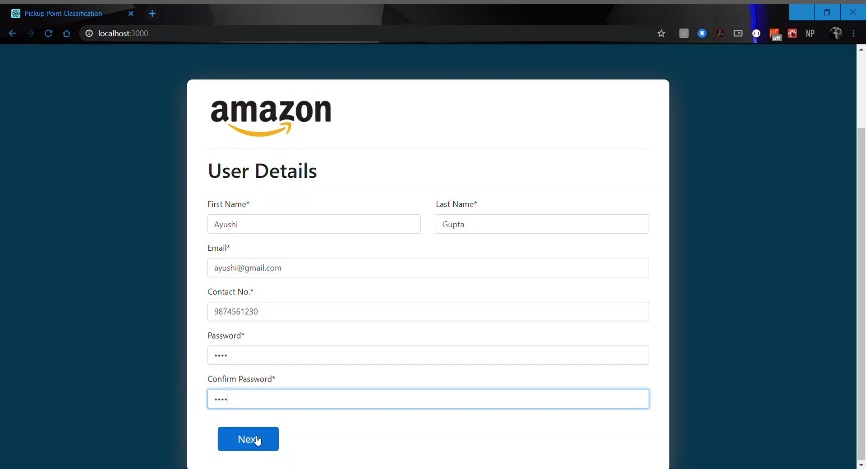 Pickup Point Classification
localhost:3000
off
NP
amazon
User Details
First Name*
Last Name*
Ayushi
Gupta
Email*
ayushi@gmail.com
Contact No.*
9874561230
Password*
••••
Confirm Password*
••••
Next